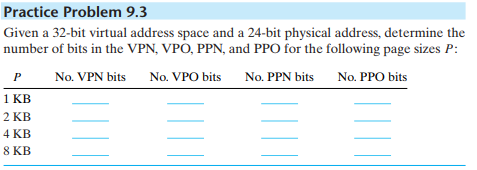 Practice Problem 9.3
Given a 32-bit virtual address space and a 24-bit physical address, determine the
number of bits in the VPN, VPO, PPN, and PPO for the following page sizes P:
P No. VPN bits No. VPO bits No. PPN bits No. PPO bits
1 KB
2 KB
4 KB
8 KB